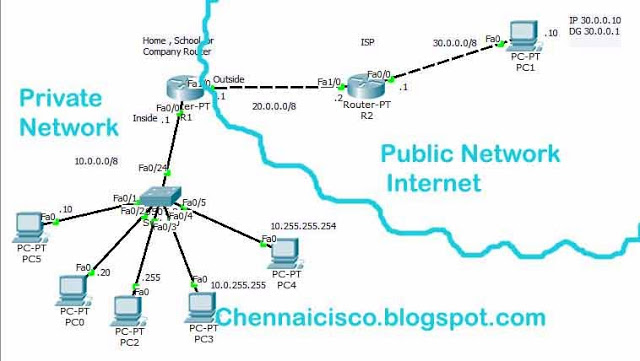 Home , School or
Company Router
ISP
30.0.0.0/8
Fa0
.10
IP 30.0.0.10
DG 30.0.0.1
PC-PT
PC1
Fa1/0
Outside
.1
Fa1/0
Fa0/0
.2
.1
Router-PT
R2
20.0.0.0/8
Private
Network
Fa0/0
ter-PT
R1
Inside .1
10.0.0.0/8
Public Network
Internet
Fa0/24
Fa0/1
Fa0/5
Fa0/4
Fa0/3
.10
Fa0
PC-PT
PC5
10.255.255.254
Fa0
PC-PT
PC4
Fa0
.20
PC-PT
PC0
.255
Fa0
PC-PT
PC2
Fa0
10.0.255.255
PC-PT
PC3
Chennaicisco.blogspot.com